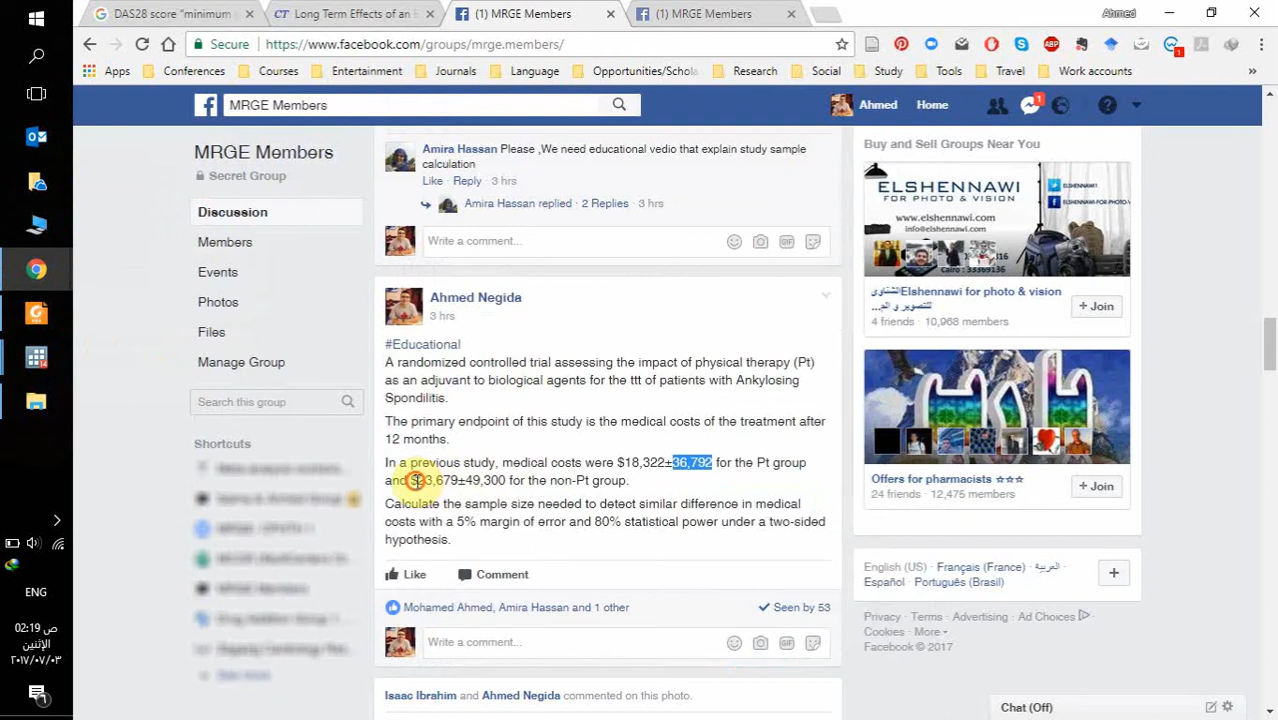 DAS28 score "minimum
Long Term Effects of an E
(1) MRGE Members
(1) MRGE Members
Ahmed
Secure
https://www.facebook.com/groups/mrge.members/
Apps
Conferences
Courses
Entertainment
Journals
Language
Opportunities/Schola
Research
Social
Study
Tools
Travel
Work accounts
»
MRGE Members
Ahmed
Home
1
MRGE Members
Secret Group
Discussion
Members
Events
Photos
Files
Manage Group
Search this group
Shortcuts
Amira Hassan Please ,We need educational vedio that explain study sample
calculation
Like · Reply · 3 hrs
Amira Hassan replied · 2 Replies · 3 hrs
Write a comment...
Ahmed Negida
3 hrs
#Educational
A randomized controlled trial assessing the impact of physical therapy (Pt)
as an adjuvant to biological agents for the ttt of patients with Ankylosing
Spondilitis.
The primary endpoint of this study is the medical costs of the treatment after
12 months.
In a previous study, medical costs were $18,322±36,792 for the Pt group
and $23,679±49,300 for the non-Pt group.
Calculate the sample size needed to detect similar difference in medical
costs with a 5% margin of error and 80% statistical power under a two-sided
hypothesis.
Like
Comment
Mohamed Ahmed, Amira Hassan and 1 other
Seen by 53
Write a comment...
Isaac Ibrahim and Ahmed Negida commented on this photo.
Buy and Sell Groups Near You
ELSHENNAWI
FOR PHOTO & VISION
www.elshennawi.com
info@elshennawi.com
ELSHENNAWI1
Cairo : 33369136
Elshennawi for photo & vision الشناوى
للتصوير و الم...
4 friends · 10,968 members
+ Join
Offers for pharmacists ☆☆☆
24 friends · 12,475 members
+ Join
English (US) · Français (France) · العربية ·
Español · Português (Brasil)
Privacy · Terms · Advertising · Ad Choices
Cookies · More
Facebook © 2017
Chat (Off)
ENG
02:19 ص
الإثنين
٢٠١٧/٠٧/٠٣